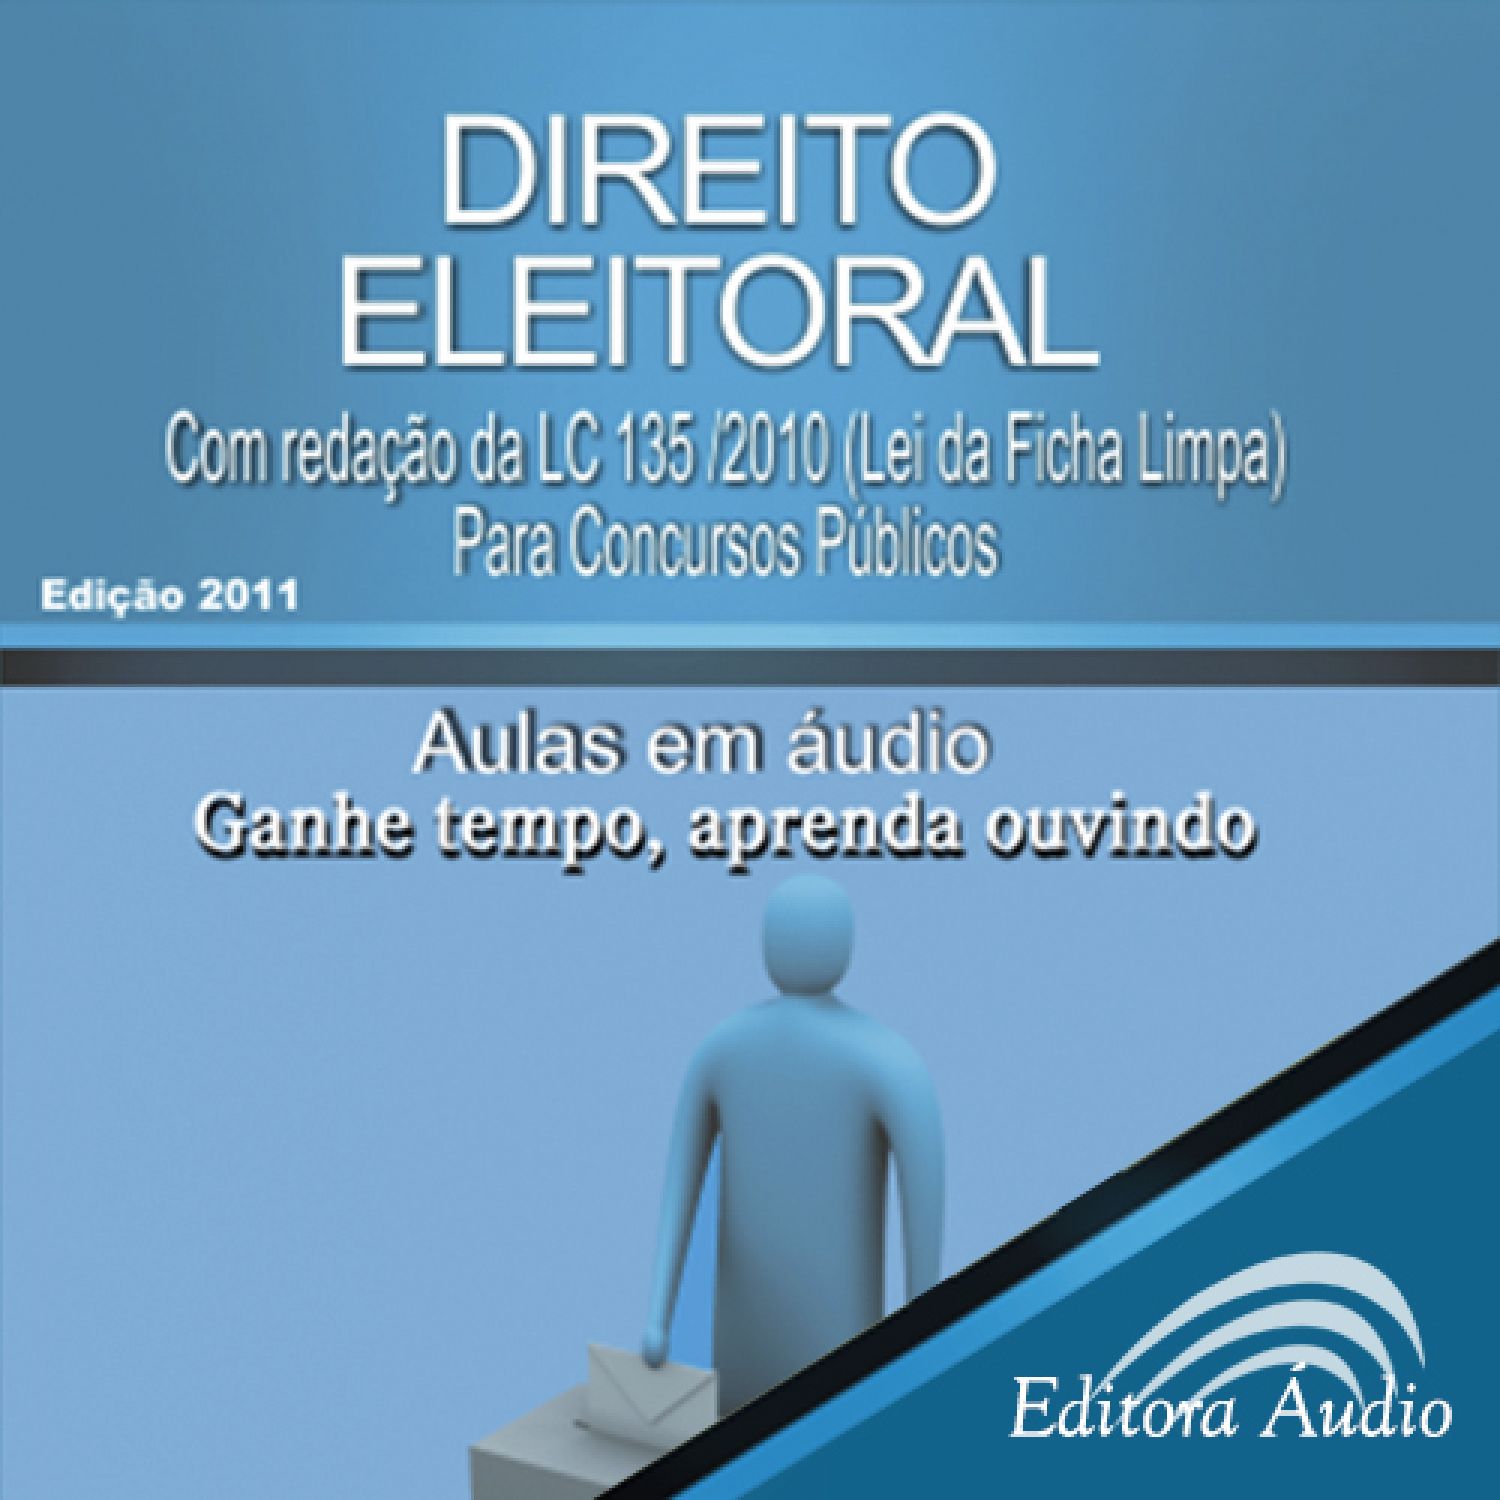 DIREITO
ELEITORAL
Com redação da LC 135 /2010 (Lei da Ficha Limpa)
Para Concursos Públicos
Edição 2011
Aulas em áudio
Ganhe tempo, aprenda ouvindo
Editora Áudio